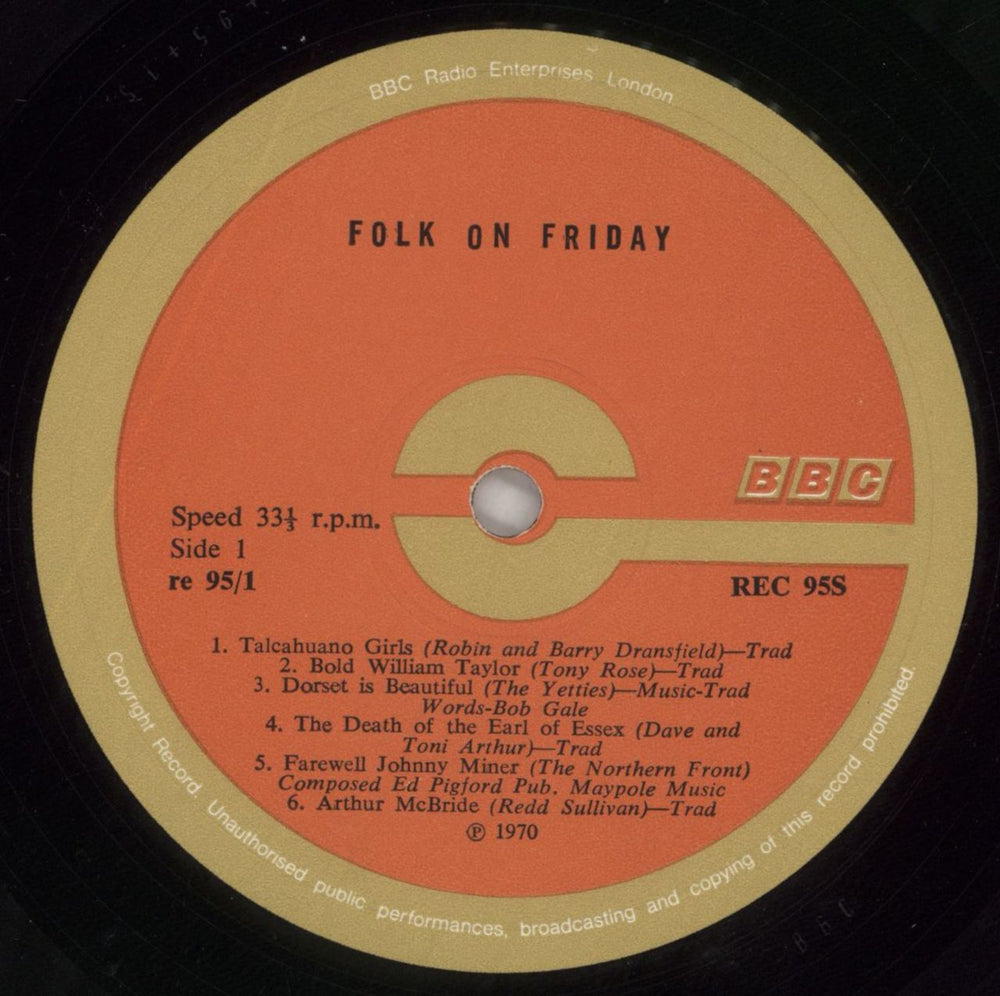 BBC Radio Enterprises London
FOLK ON FRIDAY
BBC
Speed 33⅓ r.p.m.
Side 1
re 95/1
REC 95S
1. Talcahuano Girls (Robin and Barry Dransfield)—Trad
2. Bold William Taylor (Tony Rose)—Trad
3. Dorset is Beautiful (The Yetties)—Music-Trad
Words-Bob Gale
4. The Death of the Earl of Essex (Dave and
Toni Arthur)—Trad
5. Farewell Johnny Miner (The Northern Front)
Composed Ed Pigford Pub. Maypole Music
6. Arthur McBride (Redd Sullivan)—Trad
℗ 1970
Copyright Record. Unauthorised public performances, broadcasting and copying of this record prohibited.